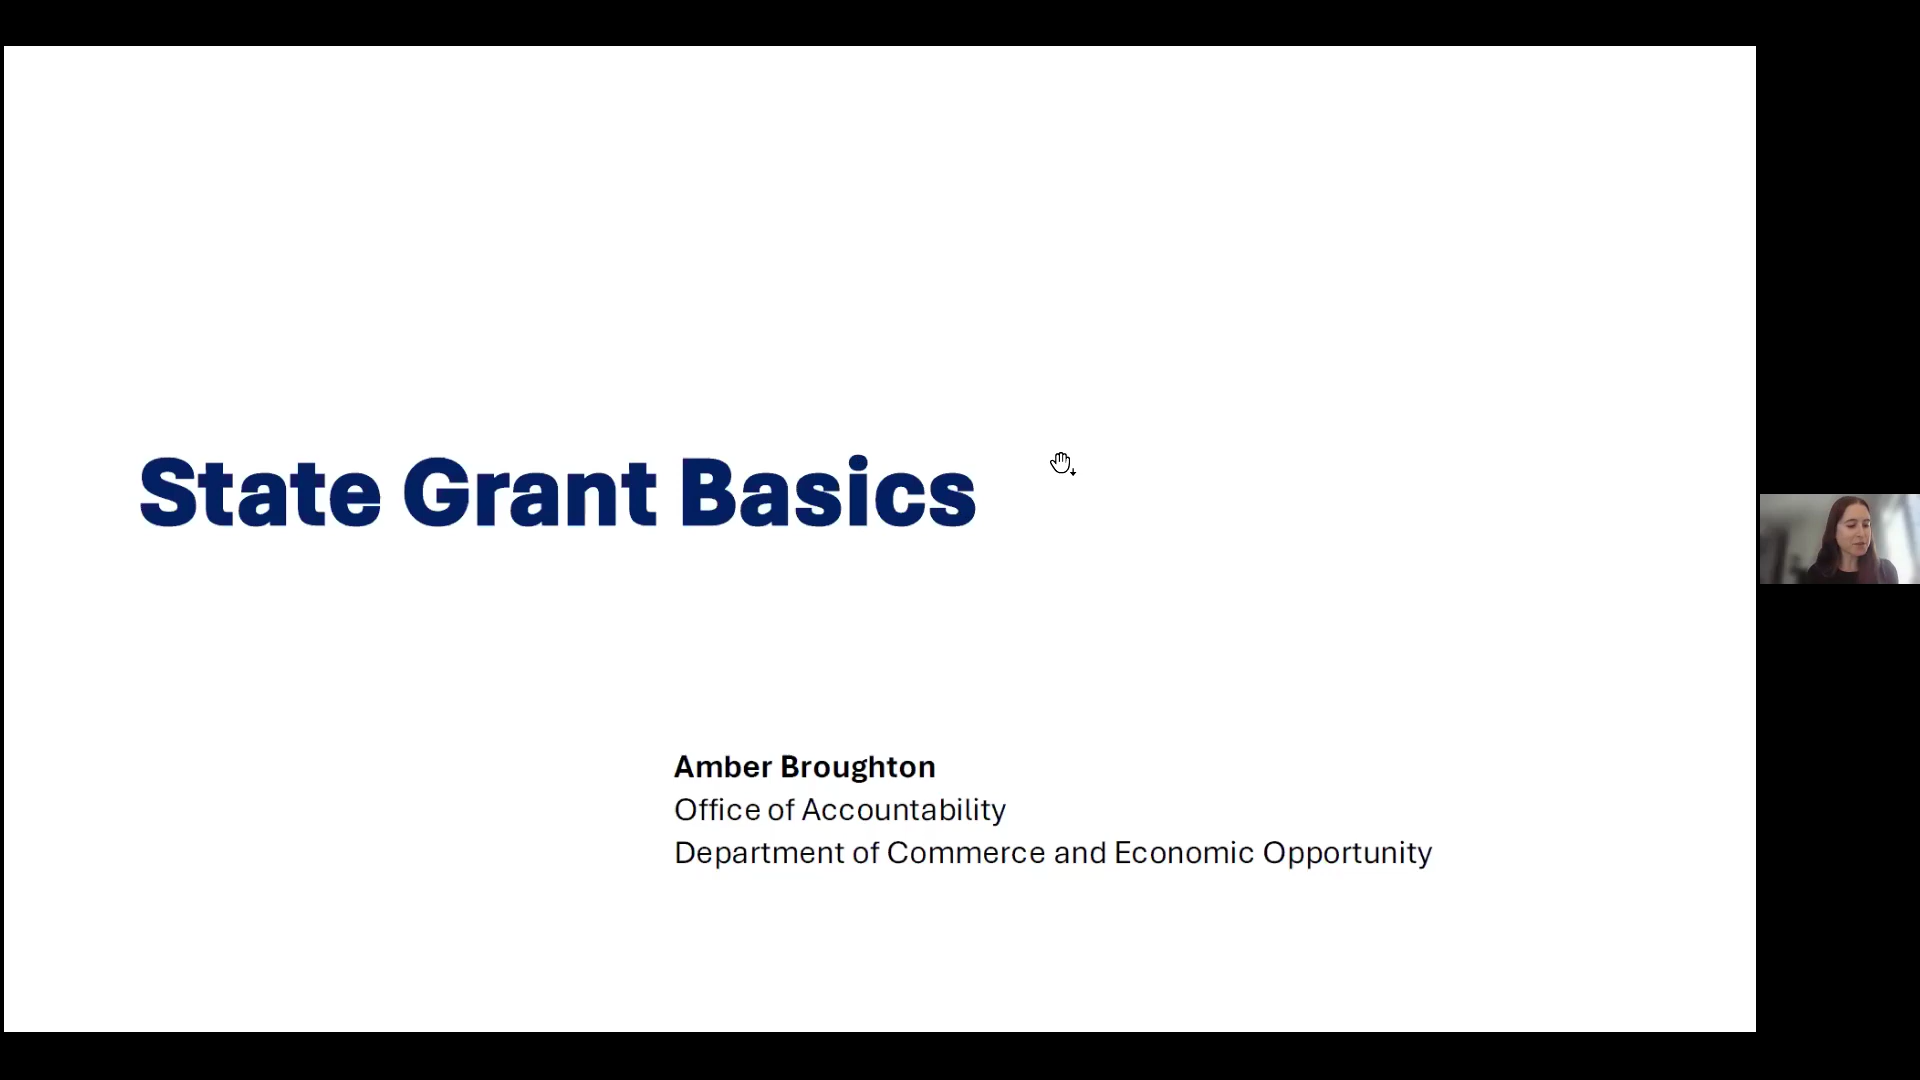 State Grant Basics
Amber Broughton
Office of Accountability
Department of Commerce and Economic Opportunity